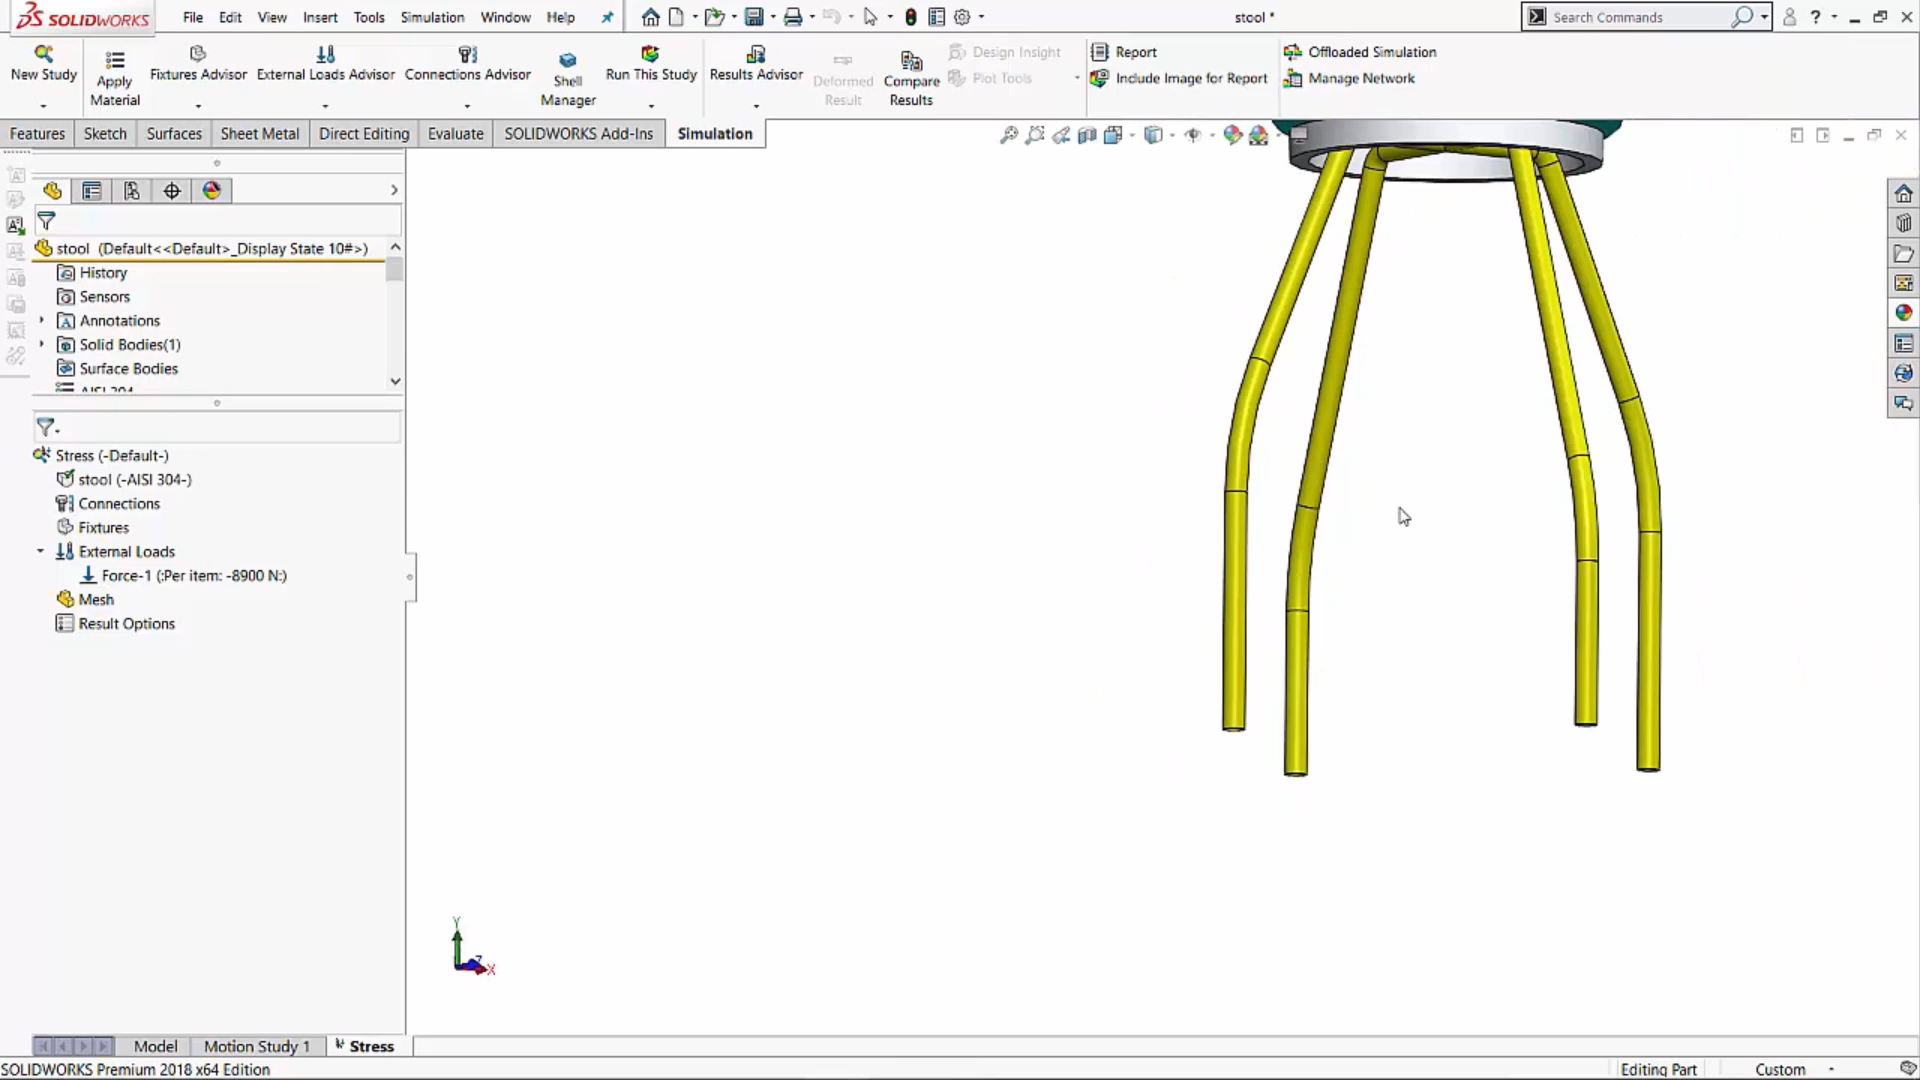 SOLIDWORKS File Edit View Insert Tools Simulation Window Help stool * Search Commands ?
New Study
Apply Material
Fixtures Advisor
External Loads Advisor
Connections Advisor
Shell Manager
Run This Study
Results Advisor
Deformed Result
Compare Results
Design Insight
Plot Tools
Report
Include Image for Report
Offloaded Simulation
Manage Network
Features Sketch Surfaces Sheet Metal Direct Editing Evaluate SOLIDWORKS Add-Ins Simulation
stool (Default<<Default>_Display State 10#>)
History
Sensors
Annotations
Solid Bodies(1)
Surface Bodies
AISI 304
Stress (-Default-)
stool (-AISI 304-)
Connections
Fixtures
External Loads
Force-1 (:Per item: -8900 N:)
Mesh
Result Options
Y
Z
X
Model Motion Study 1 Stress
SOLIDWORKS Premium 2018 x64 Edition Editing Part Custom -